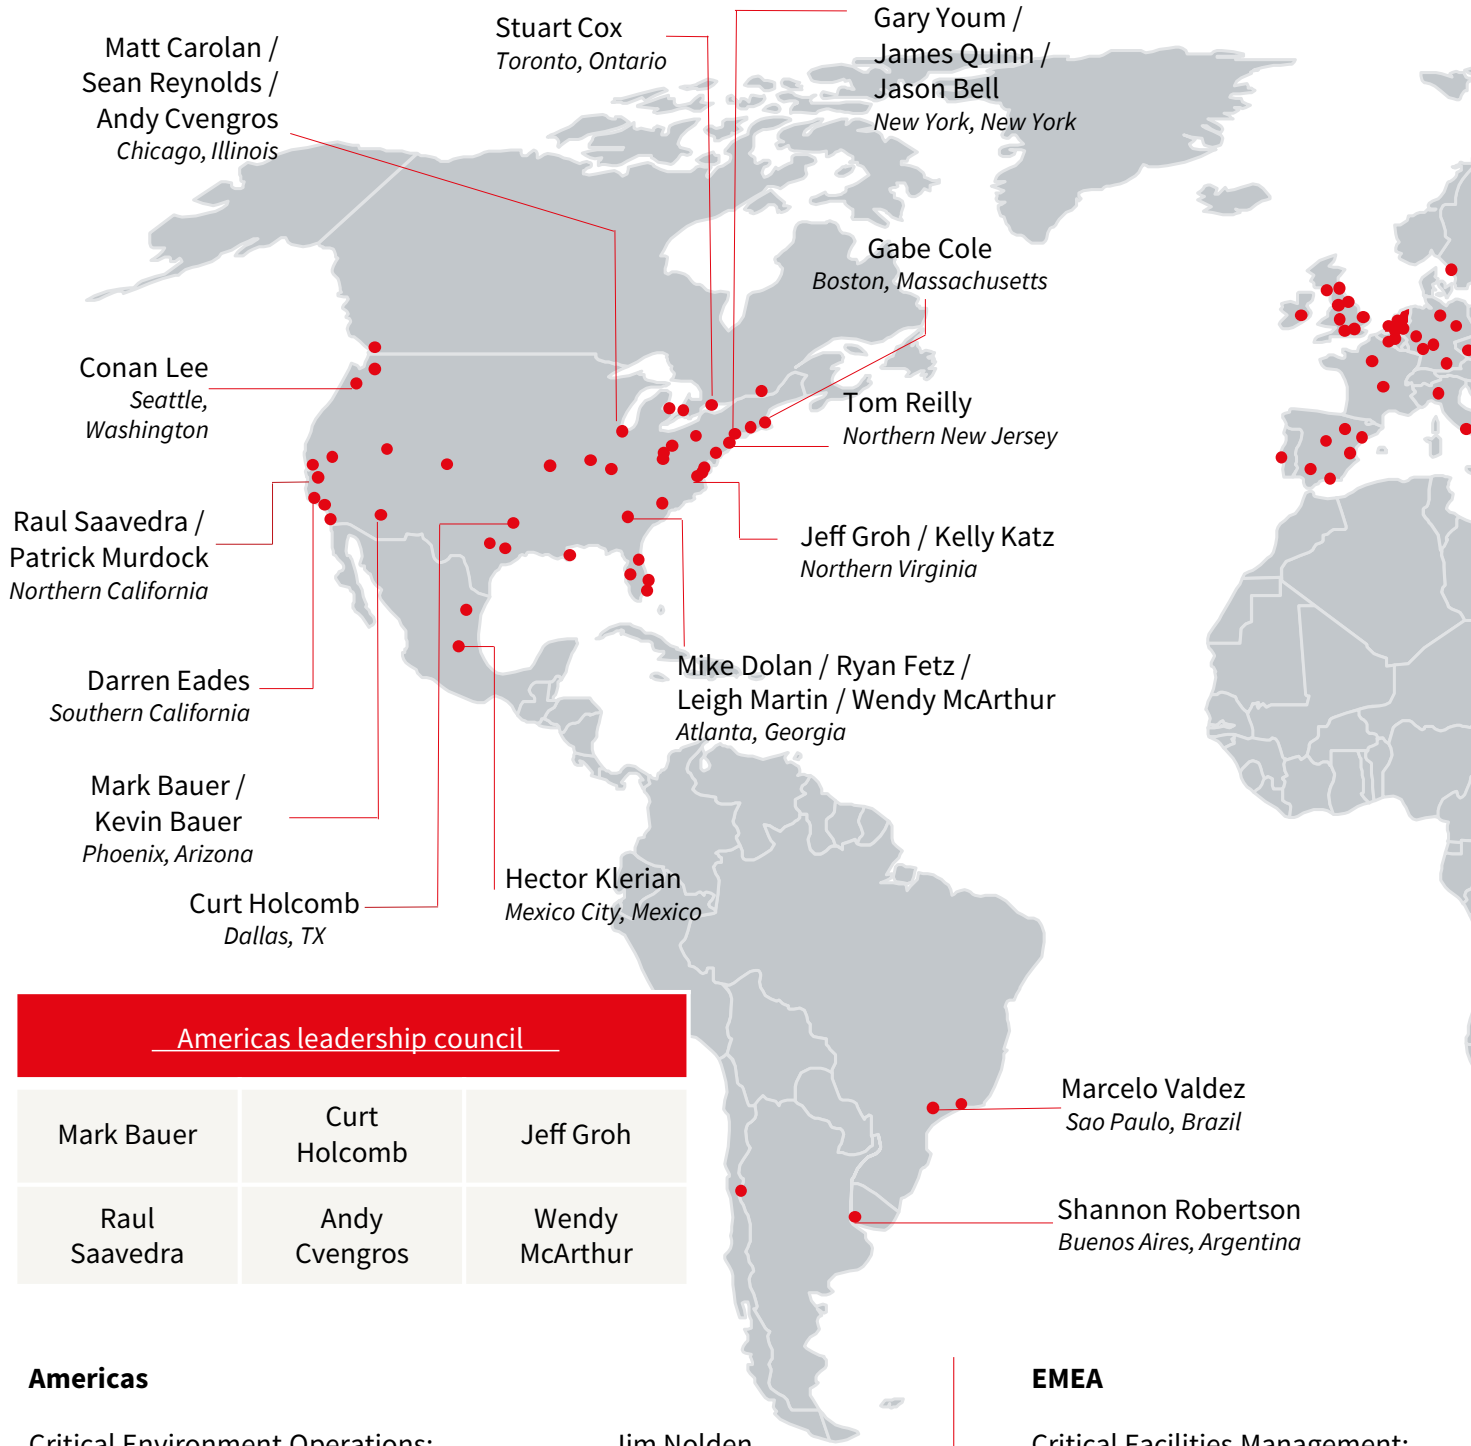 Stuart Cox
Toronto, Ontario
Gary Youm /
James Quinn /
Jason Bell
New York, New York
Matt Carolan /
Sean Reynolds /
Andy Cvengros
Chicago, Illinois
Gabe Cole
Boston, Massachusetts
Conan Lee
Seattle,
Washington
Tom Reilly
Northern New Jersey
Raul Saavedra /
Patrick Murdock
Northern California
Jeff Groh / Kelly Katz
Northern Virginia
Darren Eades
Southern California
Mike Dolan / Ryan Fetz /
Leigh Martin / Wendy McArthur
Atlanta, Georgia
Mark Bauer /
Kevin Bauer
Phoenix, Arizona
Curt Holcomb
Dallas, TX
Hector Klerian
Mexico City, Mexico
Americas leadership council
Mark Bauer
Curt
Holcomb
Jeff Groh
Raul
Saavedra
Andy
Cvengros
Wendy
McArthur
Marcelo Valdez
Sao Paulo, Brazil
Shannon Robertson
Buenos Aires, Argentina
Americas
Critical Environment Operations:
Jim Nolden
EMEA
Critical Facilities Management: